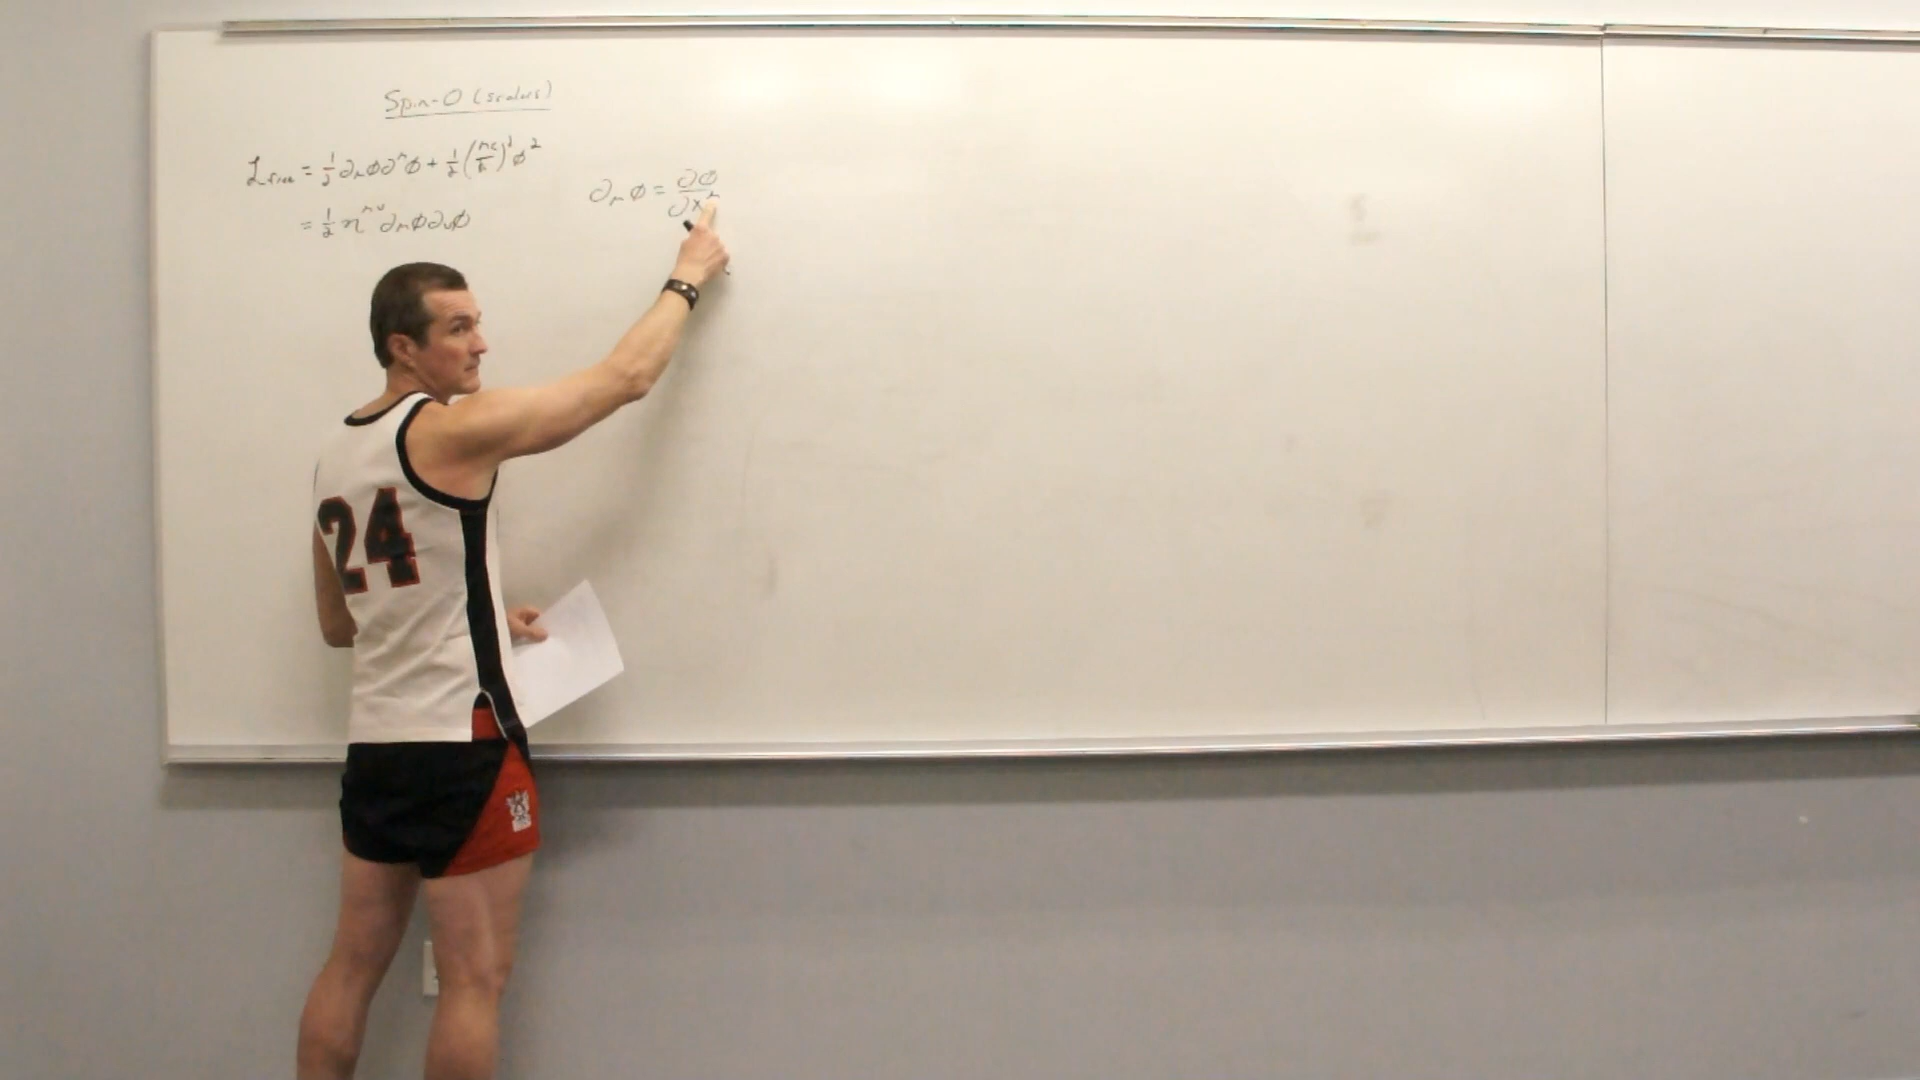 Spin-0 (scalars)
ℒ_free = 1/2 ∂_μϕ∂^μϕ + 1/2 (mc/ħ)^2 ϕ^2
= 1/2 η^{μν} ∂_μϕ∂_νϕ
∂_μϕ = ∂ϕ/∂x^μ
24